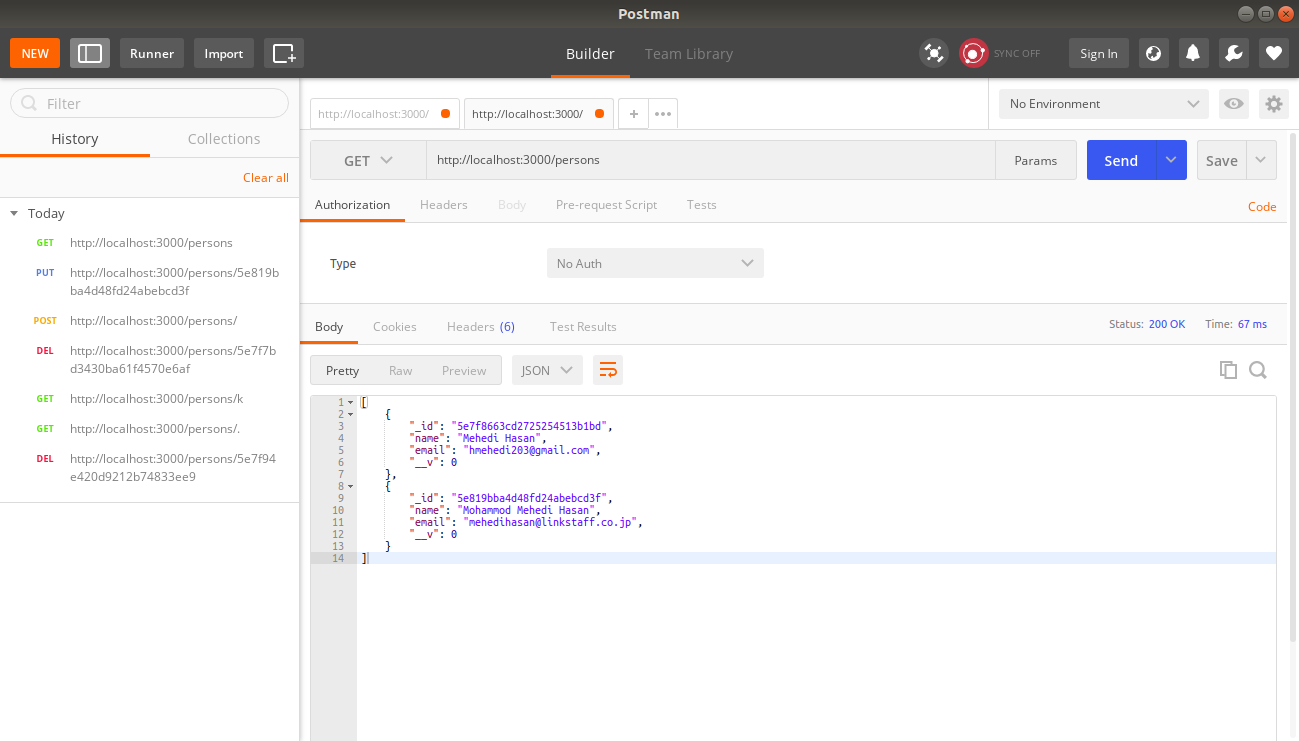 Postman
NEW
Runner
Import
Builder
Team Library
SYNC OFF
Sign In
Filter
History
Collections
Clear all
Today
GET http://localhost:3000/persons
PUT http://localhost:3000/persons/5e819b
ba4d48fd24abebcd3f
POST http://localhost:3000/persons/
DEL http://localhost:3000/persons/5e7f7b
d3430ba61f4570e6af
GET http://localhost:3000/persons/k
GET http://localhost:3000/persons/.
DEL http://localhost:3000/persons/5e7f94
e420d9212b74833ee9
http://localhost:3000/
http://localhost:3000/
+
•••
No Environment
GET
http://localhost:3000/persons
Params
Send
Save
Authorization
Headers
Body
Pre-request Script
Tests
Code
Type
No Auth
Body
Cookies
Headers (6)
Test Results
Status: 200 OK
Time: 67 ms
Pretty
Raw
Preview
JSON
1 [
2 {
3 "_id": "5e7f8663cd2725254513b1bd",
4 "name": "Mehedi Hasan",
5 "email": "hmehedi203@gmail.com",
6 "__v": 0
7 },
8 {
9 "_id": "5e819bba4d48fd24abebcd3f",
10 "name": "Mohammod Mehedi Hasan",
11 "email": "mehedihasan@linkstaff.co.jp",
12 "__v": 0
13 }
14 ]